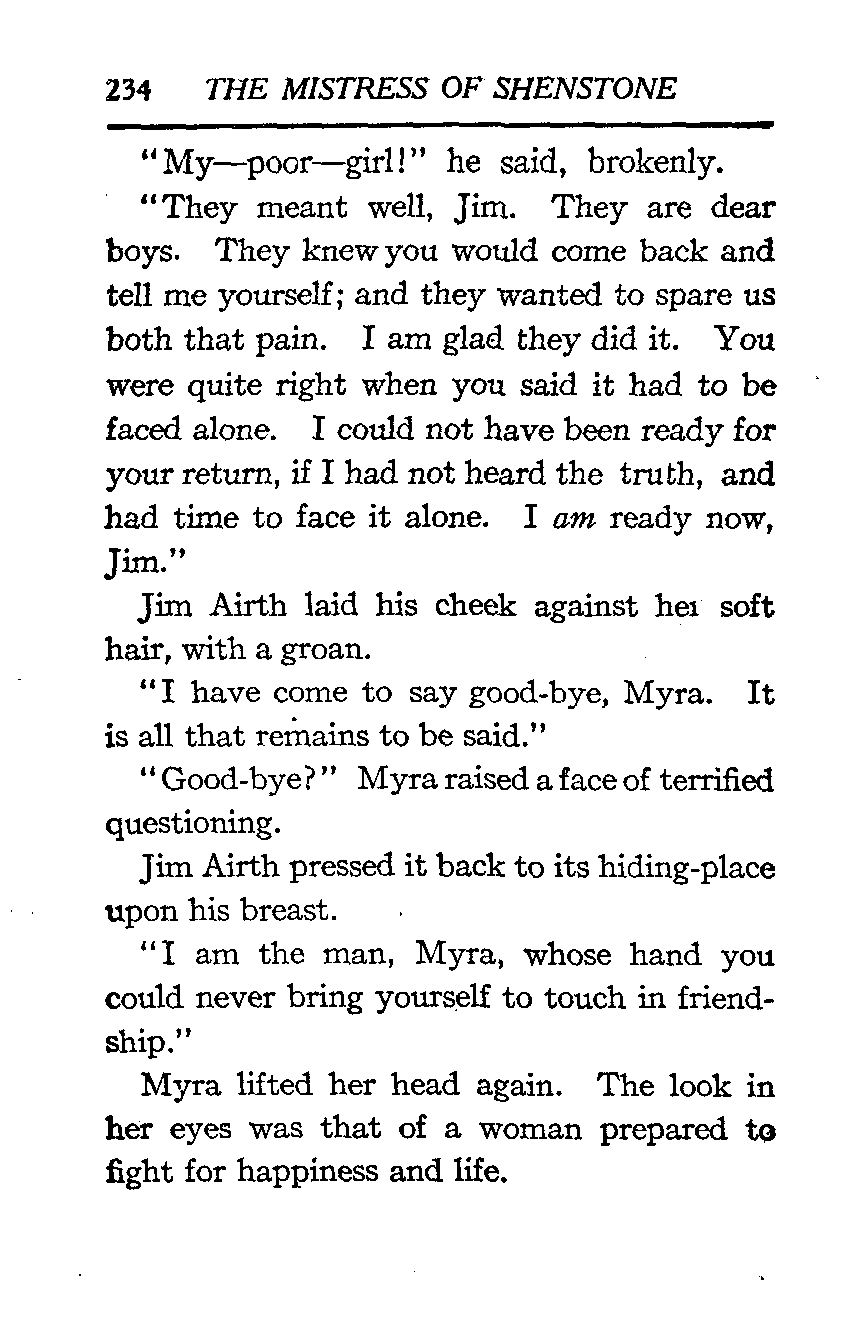 234 THE MISTRESS OF SHENSTONE
"My—poor—girl!" he said, brokenly.
"They meant well, Jim. They are dear
boys. They knew you would come back and
tell me yourself; and they wanted to spare us
both that pain. I am glad they did it. You
were quite right when you said it had to be
faced alone. I could not have been ready for
your return, if I had not heard the truth, and
had time to face it alone. I am ready now,
Jim."
Jim Airth laid his cheek against her soft
hair, with a groan.
"I have come to say good-bye, Myra. It
is all that remains to be said."
"Good-bye?" Myra raised a face of terrified
questioning.
Jim Airth pressed it back to its hiding-place
upon his breast.
"I am the man, Myra, whose hand you
could never bring yourself to touch in friend-
ship."
Myra lifted her head again. The look in
her eyes was that of a woman prepared to
fight for happiness and life.